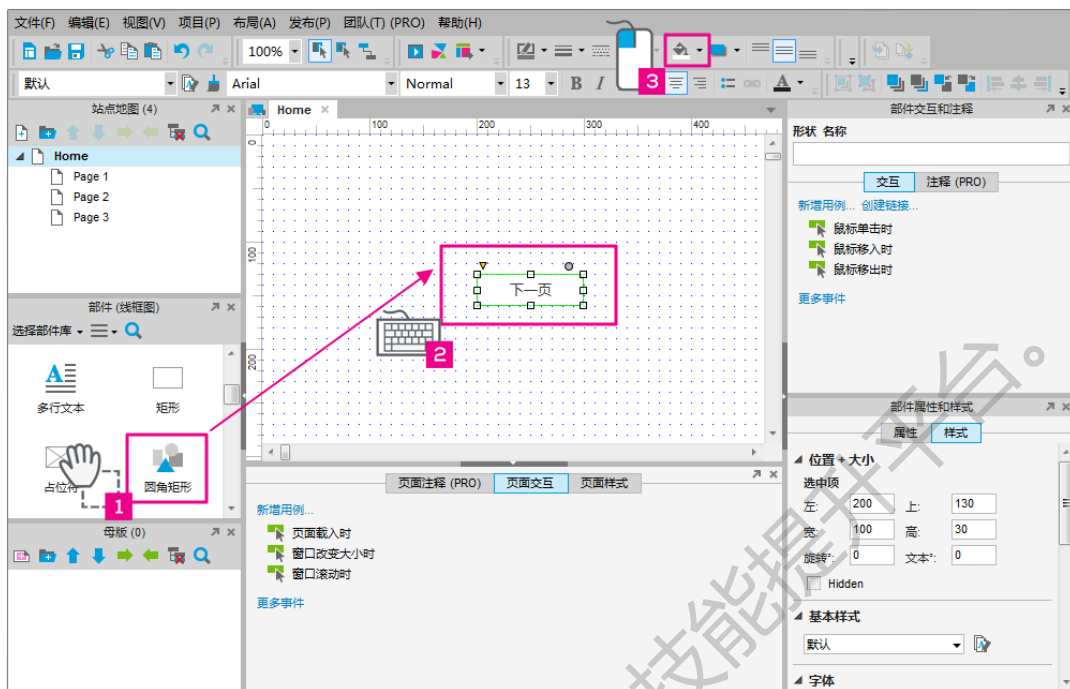 文件(F) 编辑(E) 视图(V) 项目(P) 布局(A) 发布(P) 团队(T) (PRO) 帮助(H)
100%
默认 Arial Normal 13 B I 3 A
站点地图 (4)
Home
Page 1
Page 2
Page 3
部件 (线框图)
选择部件库
多行文本 矩形
占位符 圆角矩形
1
母版 (0)
Home
0 100 200 300 400
0
100
200
下一页
2
页面注释 (PRO) 页面交互 页面样式
新增用例...
页面载入时
窗口改变大小时
窗口滚动时
更多事件
部件交互和注释
形状 名称
交互 注释 (PRO)
新增用例... 创建链接...
鼠标单击时
鼠标移入时
鼠标移出时
更多事件
部件属性和样式
属性 样式
位置 + 大小
选中项
左: 200 上: 130
宽: 100 高: 30
旋转°: 0 文本°: 0
Hidden
基本样式
默认
字体
技能提升平台。